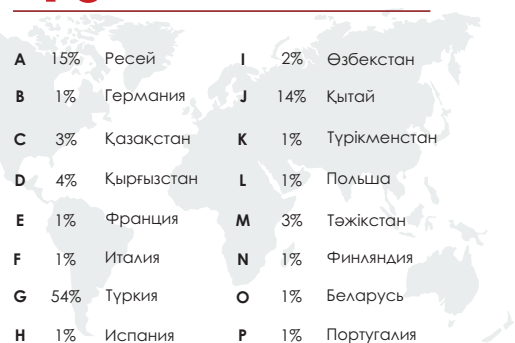 A 15% Ресей
B 1% Германия
C 3% Қазақстан
D 4% Қырғызстан
E 1% Франция
F 1% Италия
G 54% Түркия
H 1% Испания
I 2% Өзбекстан
J 14% Қытай
K 1% Түрікменстан
L 1% Польша
M 3% Тәжікстан
N 1% Финляндия
O 1% Беларусь
P 1% Португалия